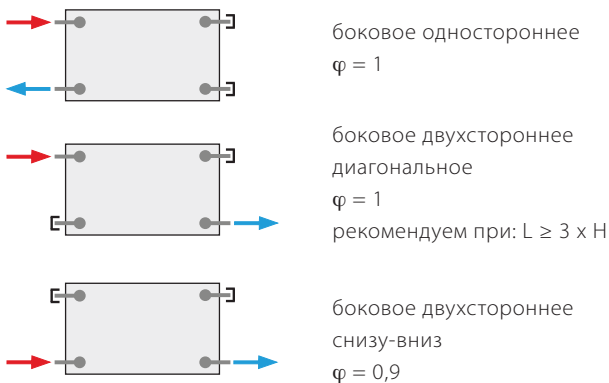 боковое одностороннее
φ = 1
боковое двухстороннее
диагональное
φ = 1
рекомендуем при: L ≥ 3 x H
боковое двухстороннее
снизу-вниз
φ = 0,9